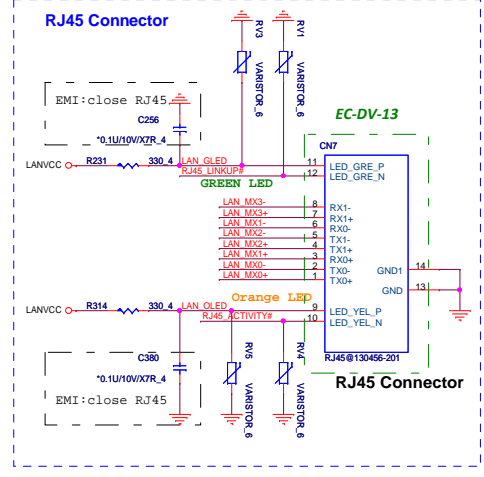 RJ45 Connector
RV3
VARISTOR_6
RV1
VARISTOR_6
EMI:close RJ45
C256
*0.1U/10V/X7R_4
EC-DV-13
CN7
LANVCC
R231
330_4
LAN_GLED
11
LED_GRE_P
RJ45_LINKUP#
12
LED_GRE_N
GREEN LED
LAN_MX3-
8
RX1-
LAN_MX3+
7
RX1+
LAN_MX1-
6
RX0-
LAN_MX2-
5
TX1-
LAN_MX2+
4
TX1+
LAN_MX1+
3
RX0+
LAN_MX0-
2
TX0-
LAN_MX0+
1
TX0+
GND1
14
GND
13
Orange LED
LANVCC
R314
330_4
LAN_OLED
9
LED_YEL_P
RJ45_ACTIVITY#
10
LED_YEL_N
C380
*0.1U/10V/X7R_4
EMI:close RJ45
RV5
VARISTOR_6
RV4
VARISTOR_6
RJ45@130456-201
RJ45 Connector